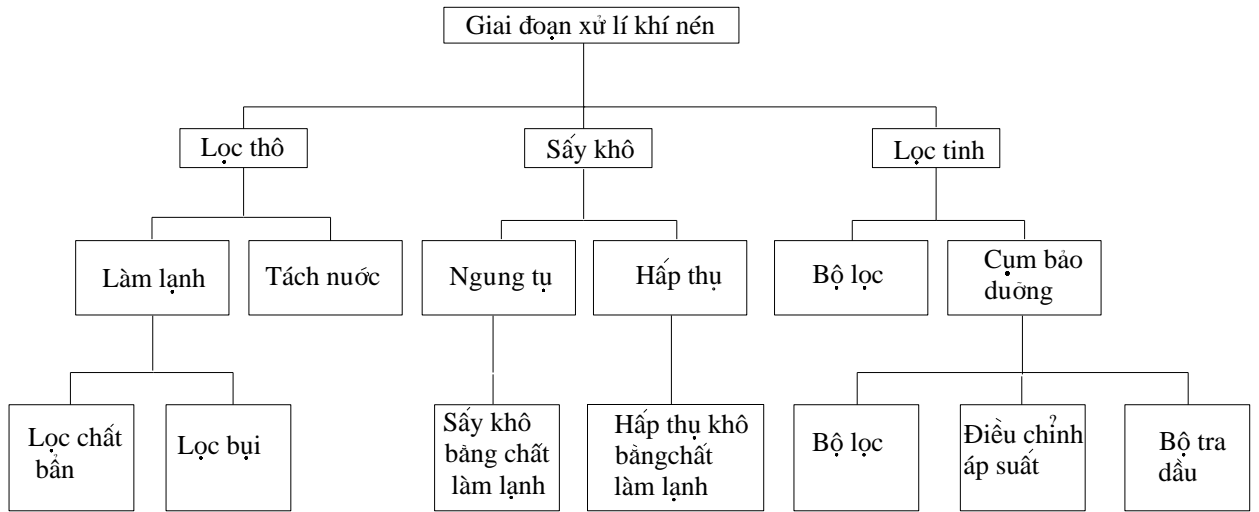 Giai đoạn xử lí khí nén
Lọc thô
Sấy khô
Lọc tinh
Làm lạnh
Tách nuớc
Ngung tụ
Hấp thụ
Bộ lọc
Cụm bảo
duỡng
Lọc chất
bẩn
Lọc bụi
Sấy khô
bằng chất
làm lạnh
Hấp thụ khô
bằngchất
làm lạnh
Bộ lọc
Điều chỉnh
áp suất
Bộ tra
dầu